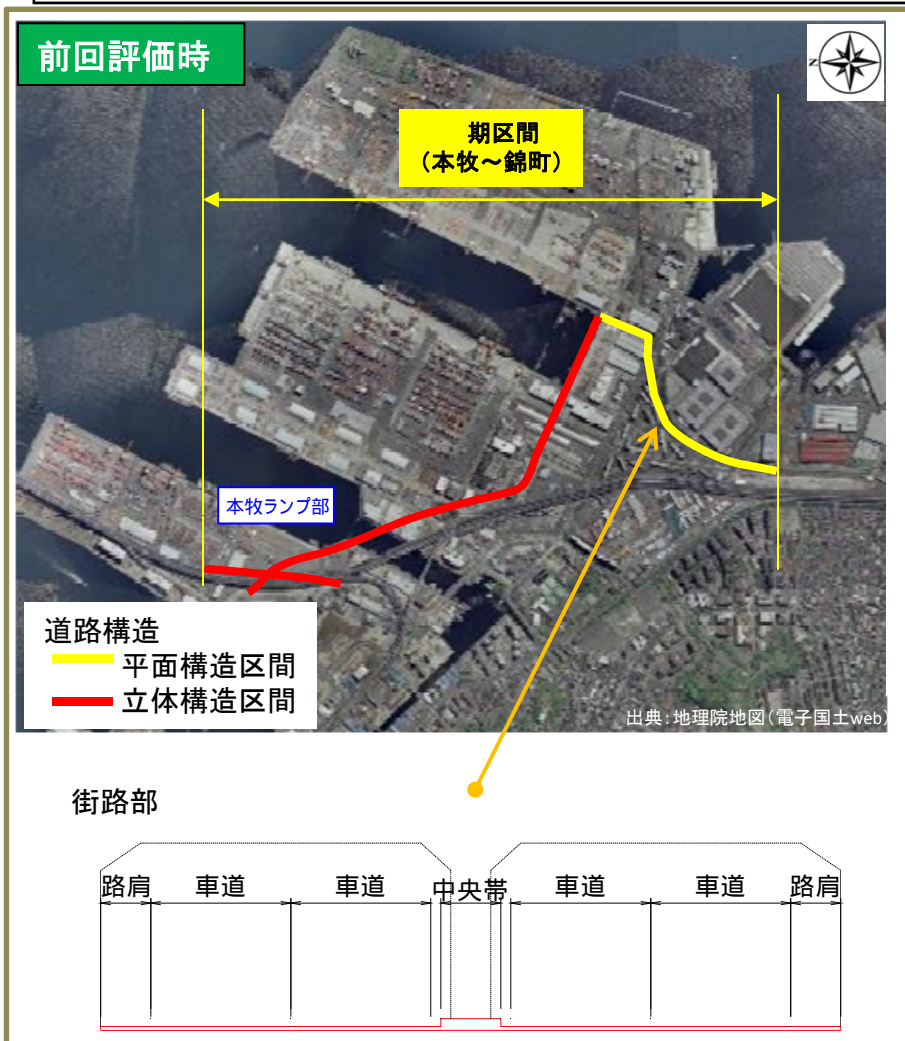 前回評価時
N
期区間
(本牧～錦町)
本牧ランプ部
道路構造
平面構造区間
立体構造区間
出典:地理院地図(電子国土web)
街路部
路肩 車道 車道 中央帯 車道 車道 路肩